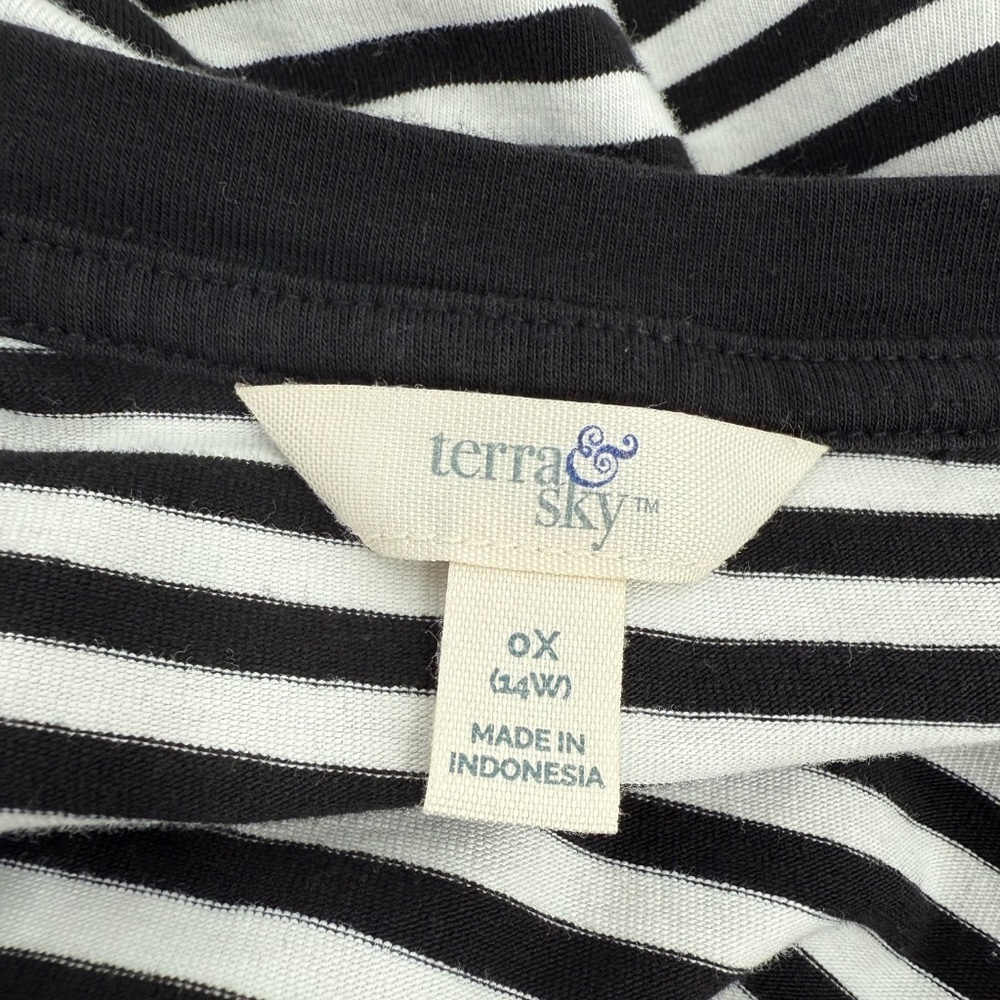 terra &
sky™
0X
(14W)
MADE IN
INDONESIA